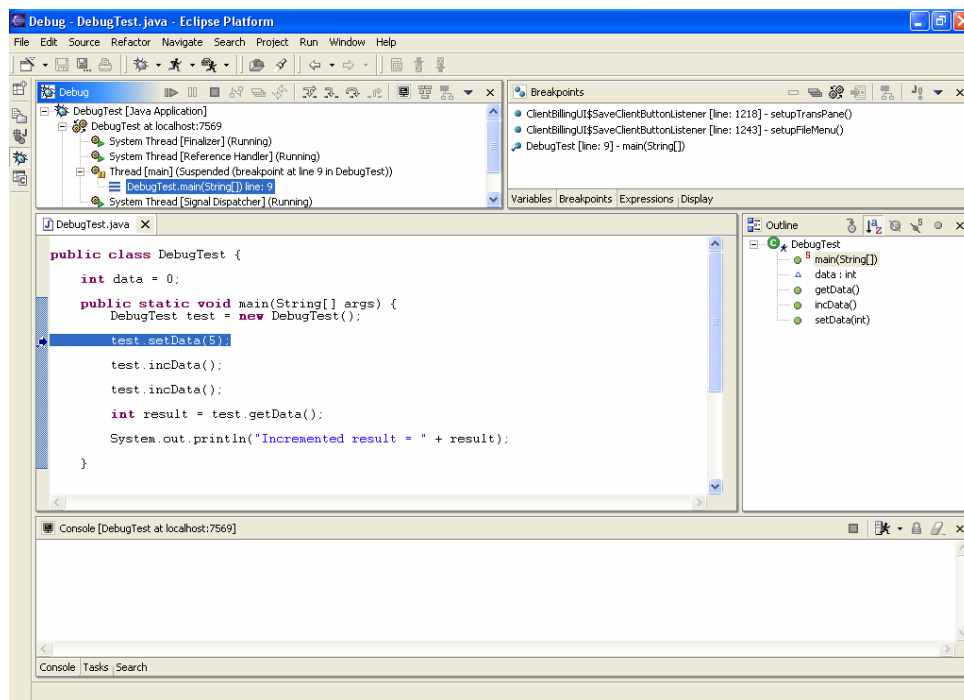 Debug - DebugTest.java - Eclipse Platform
File Edit Source Refactor Navigate Search Project Run Window Help
Debug
DebugTest [Java Application]
DebugTest at localhost:7569
System Thread [Finalizer] (Running)
System Thread [Reference Handler] (Running)
Thread [main] (Suspended (breakpoint at line 9 in DebugTest))
DebugTest.main(String[]) line: 9
System Thread [Signal Dispatcher] (Running)
Breakpoints
ClientBillingUI$SaveClientButtonListener [line: 1218] - setupTransPane()
ClientBillingUI$SaveClientButtonListener [line: 1243] - setupFileMenu()
DebugTest [line: 9] - main(String[])
Variables Breakpoints Expressions Display
DebugTest.java
public class DebugTest {
int data = 0;
public static void main(String[] args) {
DebugTest test = new DebugTest();
test.setData(5);
test.incData();
test.incData();
int result = test.getData();
System.out.println("Incremented result = " + result);
}
Outline
DebugTest
main(String[])
data : int
getData()
incData()
setData(int)
Console [DebugTest at localhost:7569]
Console Tasks Search